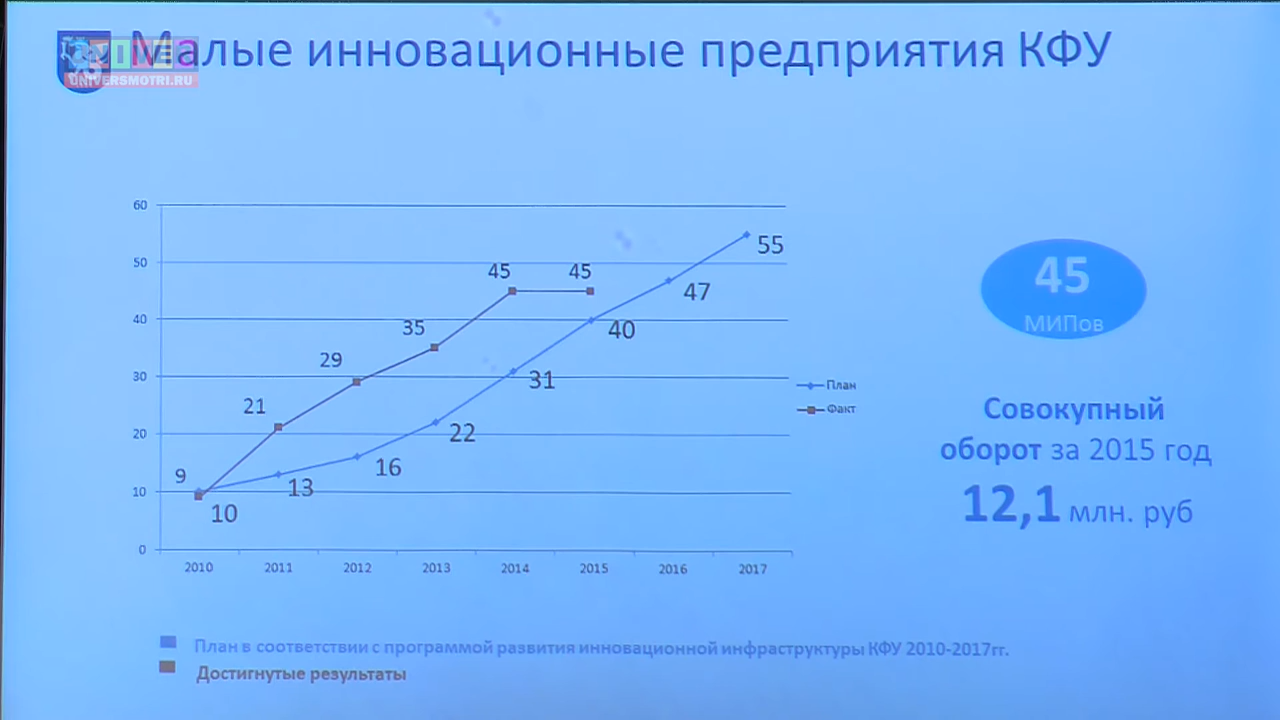 Малые инновационные предприятия КФУ
UNIVER
UNIVERSMOTRI.RU
60
50
40
30
20
10
0
9
21
29
35
45
45
10
13
16
22
31
40
47
55
2010 2011 2012 2013 2014 2015 2016 2017
План
Факт
45
МИПов
Совокупный
оборот за 2015 год
12,1 млн. руб
План в соответствии с программой развития инновационной инфраструктуры КФУ 2010-2017гг.
Достигнутые результаты